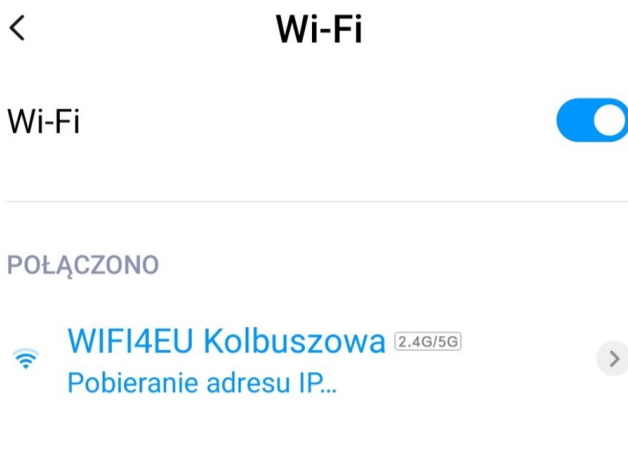 Wi-Fi
Wi-Fi
POŁĄCZONO
WIFI4EU Kolbuszowa 2.4G/5G
Pobieranie adresu IP...